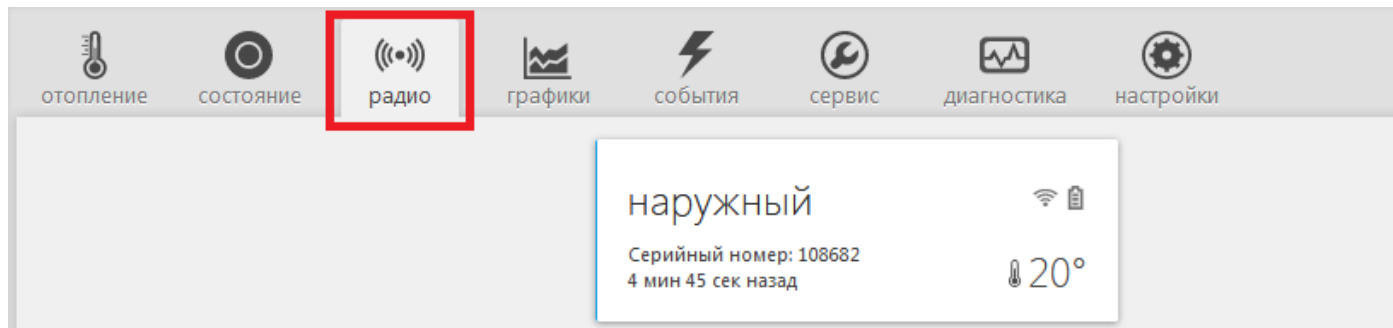 отопление состояние радио графики события сервис диагностика настройки
наружный
Серийный номер: 108682
4 мин 45 сек назад
20°